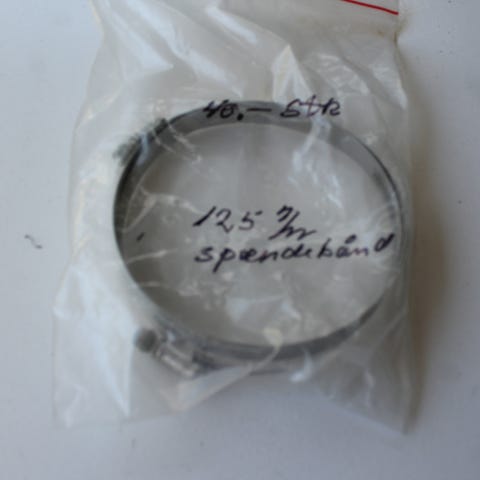 40.- Stk
125 m/m
spændebånd